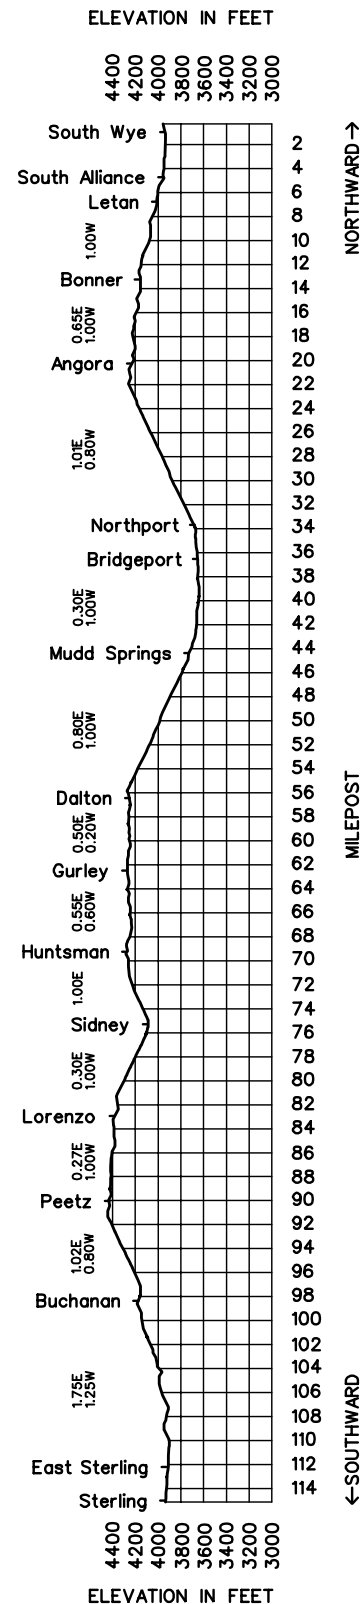 ELEVATION IN FEET
4400 4200 4000 3800 3600 3400 3200 3000
South Wye
2
NORTHWARD→
South Alliance
4
6
Letan
8
1.00W
10
12
Bonner
14
0.65E
1.00W
16
18
Angora
20
22
24
1.01E
0.80W
26
28
30
32
Northport
34
Bridgeport
36
38
0.30E
1.00W
40
42
Mudd Springs
44
46
48
0.80E
1.00W
50
52
54
MILEPOST
Dalton
56
0.50E
0.20W
58
60
Gurley
62
64
0.55E
0.60W
66
68
Huntsman
70
1.00E
72
74
Sidney
76
0.30E
1.00W
78
80
82
Lorenzo
84
0.27E
1.00W
86
88
Peetz
90
92
1.02E
0.80W
94
96
Buchanan
98
100
102
104
1.75E
1.25W
106
108
110
East Sterling
112
114
Sterling
←SOUTHWARD
4400 4200 4000 3800 3600 3400 3200 3000
ELEVATION IN FEET